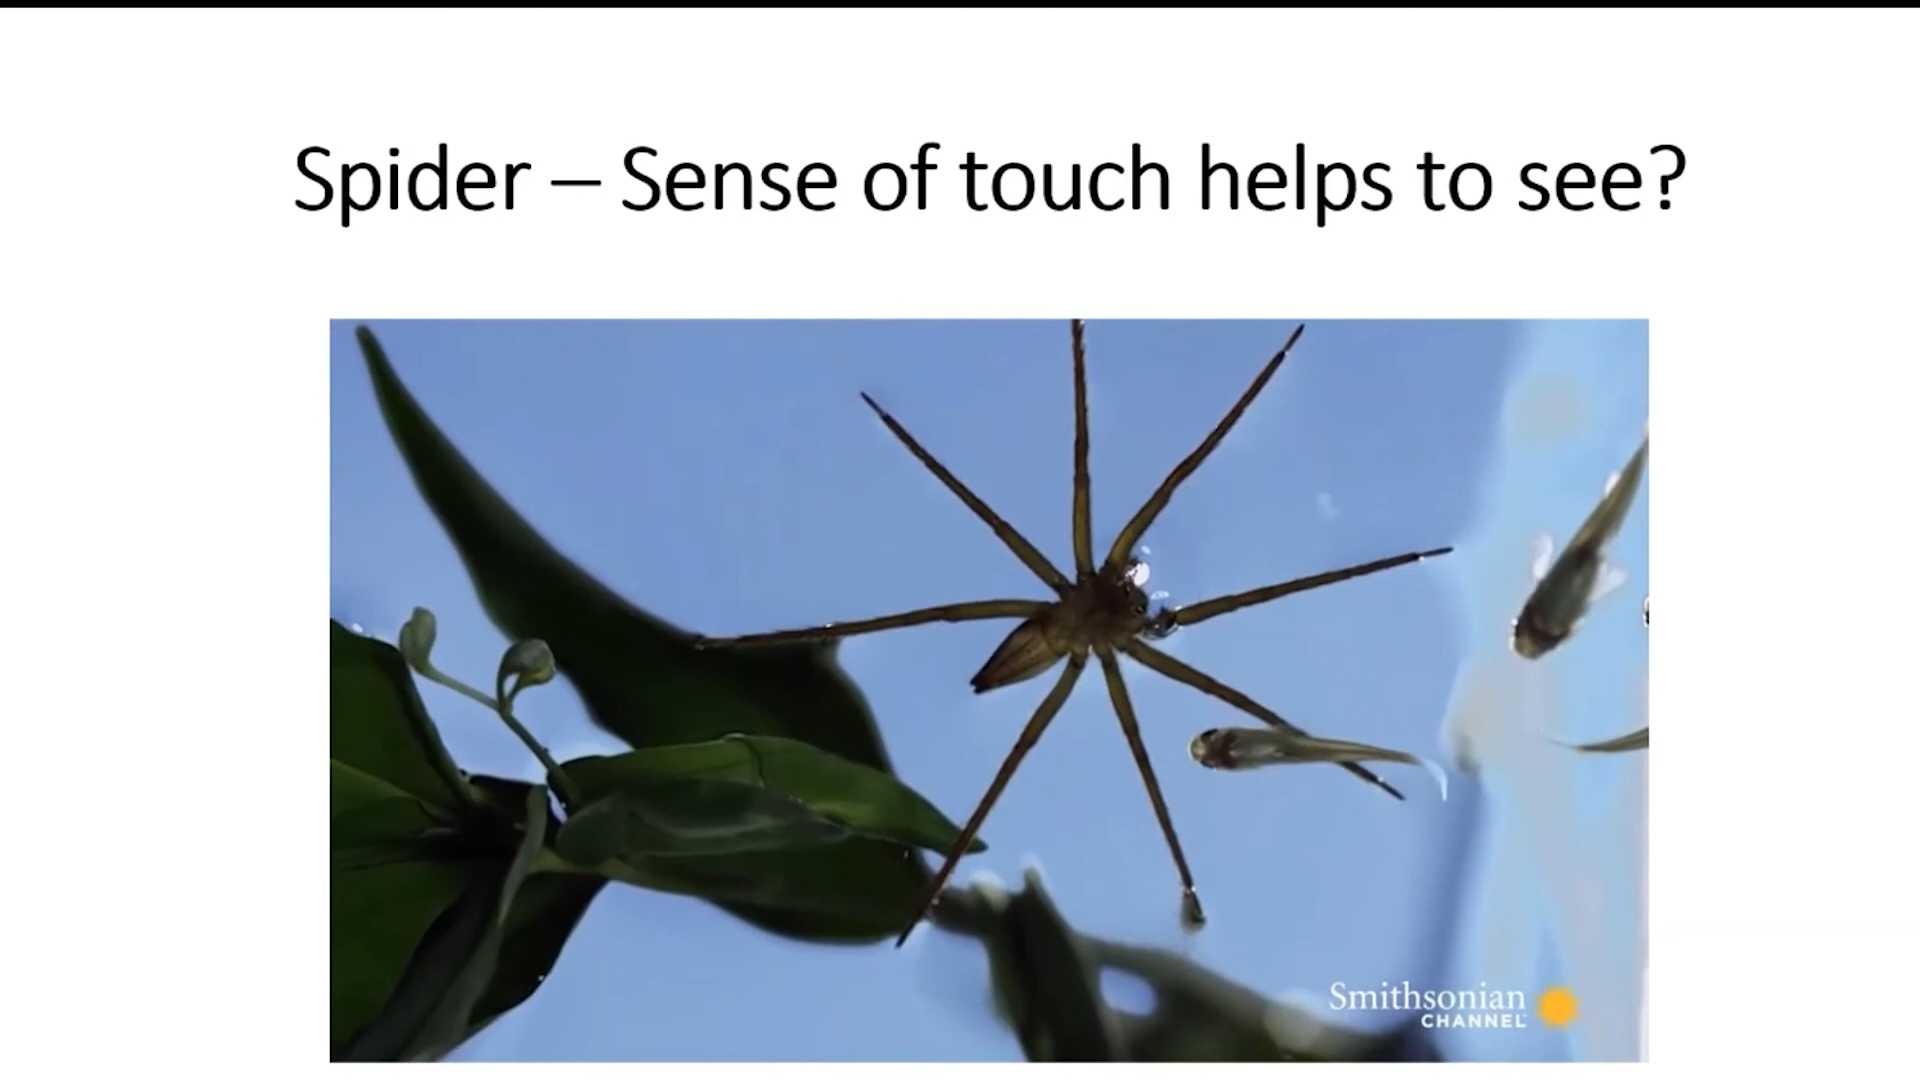 Spider – Sense of touch helps to see?
Smithsonian
CHANNEL